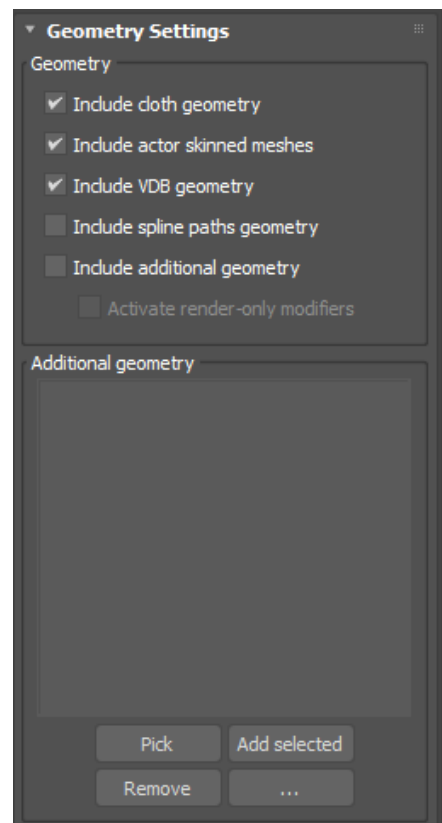 Geometry Settings
Geometry
Include cloth geometry
Include actor skinned meshes
Include VDB geometry
Include spline paths geometry
Include additional geometry
Activate render-only modifiers
Additional geometry
Pick Add selected
Remove ...